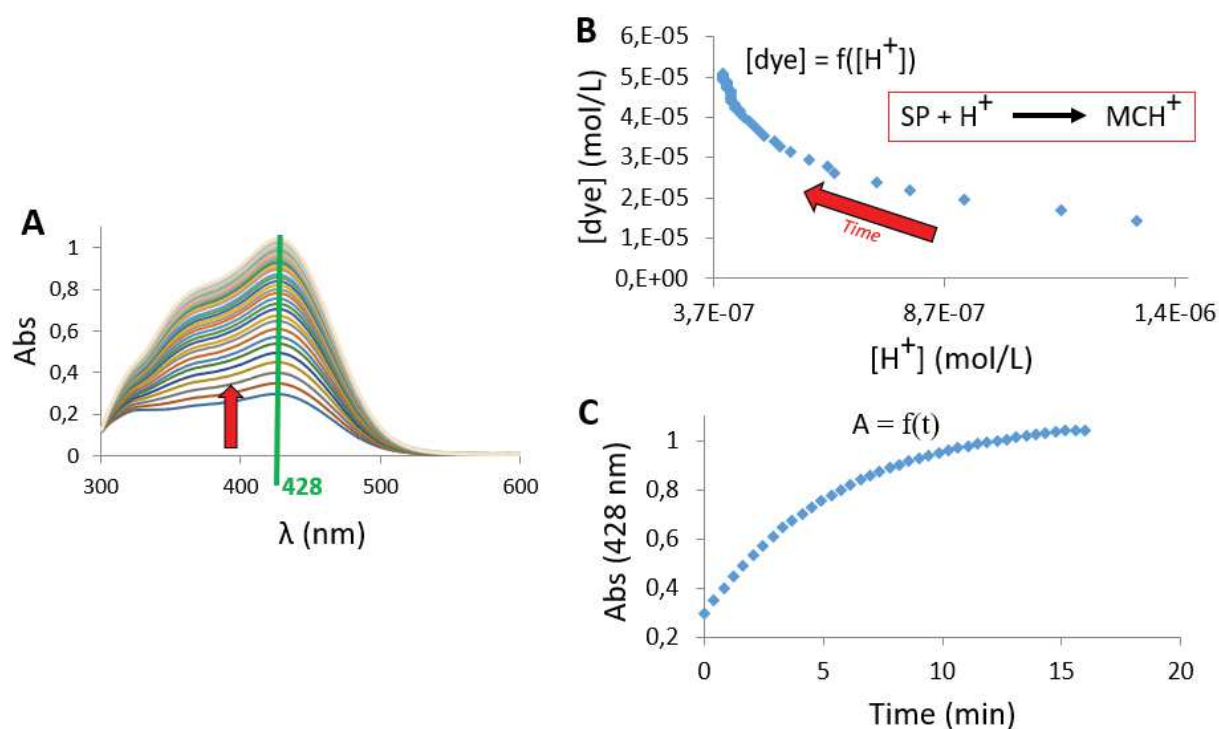 A
1
0,8
0,6
0,4
0,2
0
Abs
428
300
400
500
600
λ (nm)
B
6,E-05
5,E-05
4,E-05
3,E-05
2,E-05
1,E-05
0,E+00
[dye] (mol/L)
[dye] = f([H⁺])
SP + H⁺ ⟶ MCH⁺
Time
3,7E-07
8,7E-07
1,4E-06
[H⁺] (mol/L)
C
A = f(t)
1
0,8
0,6
0,4
0,2
Abs (428 nm)
0
5
10
15
20
Time (min)